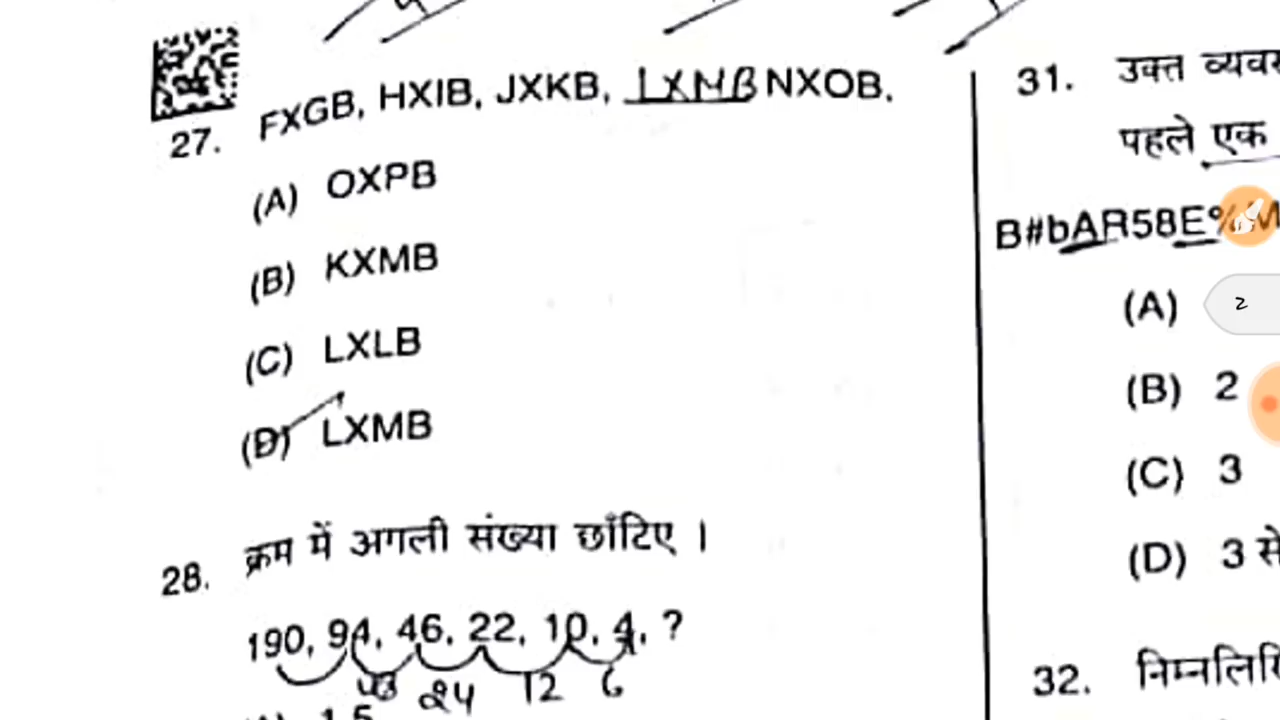 27. FXGB, HXIB, JXKB, LXMB NXOB.
(A) OXPB
(B) KXMB
(C) LXLB
(D) LXMB
28. क्रम में अगली संख्या छाँटिए ।
190, 94, 46, 22, 10, 4, ?
48 24 12 6
31. उक्त
पहले एक
B#bAR58E%M
(A)
2
(B) 2
(C) 3
(D) 3 से
32.